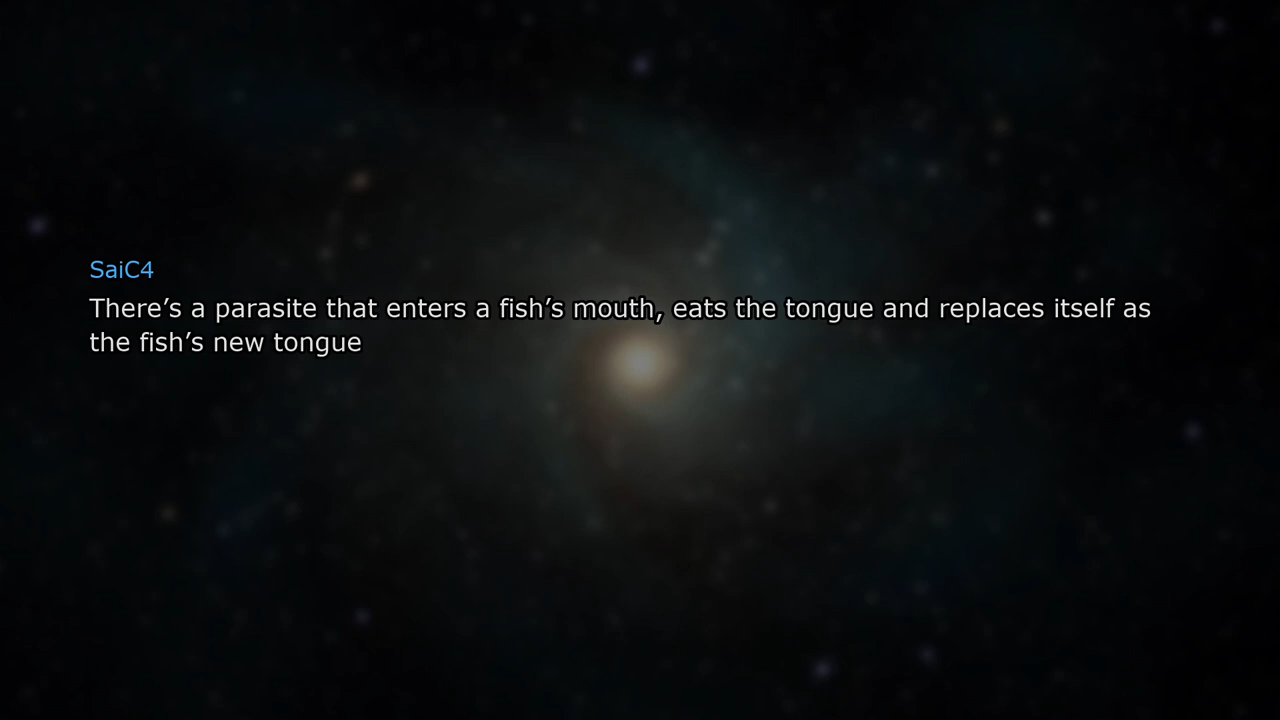 SaiC4
There’s a parasite that enters a fish’s mouth, eats the tongue and replaces itself as
the fish’s new tongue